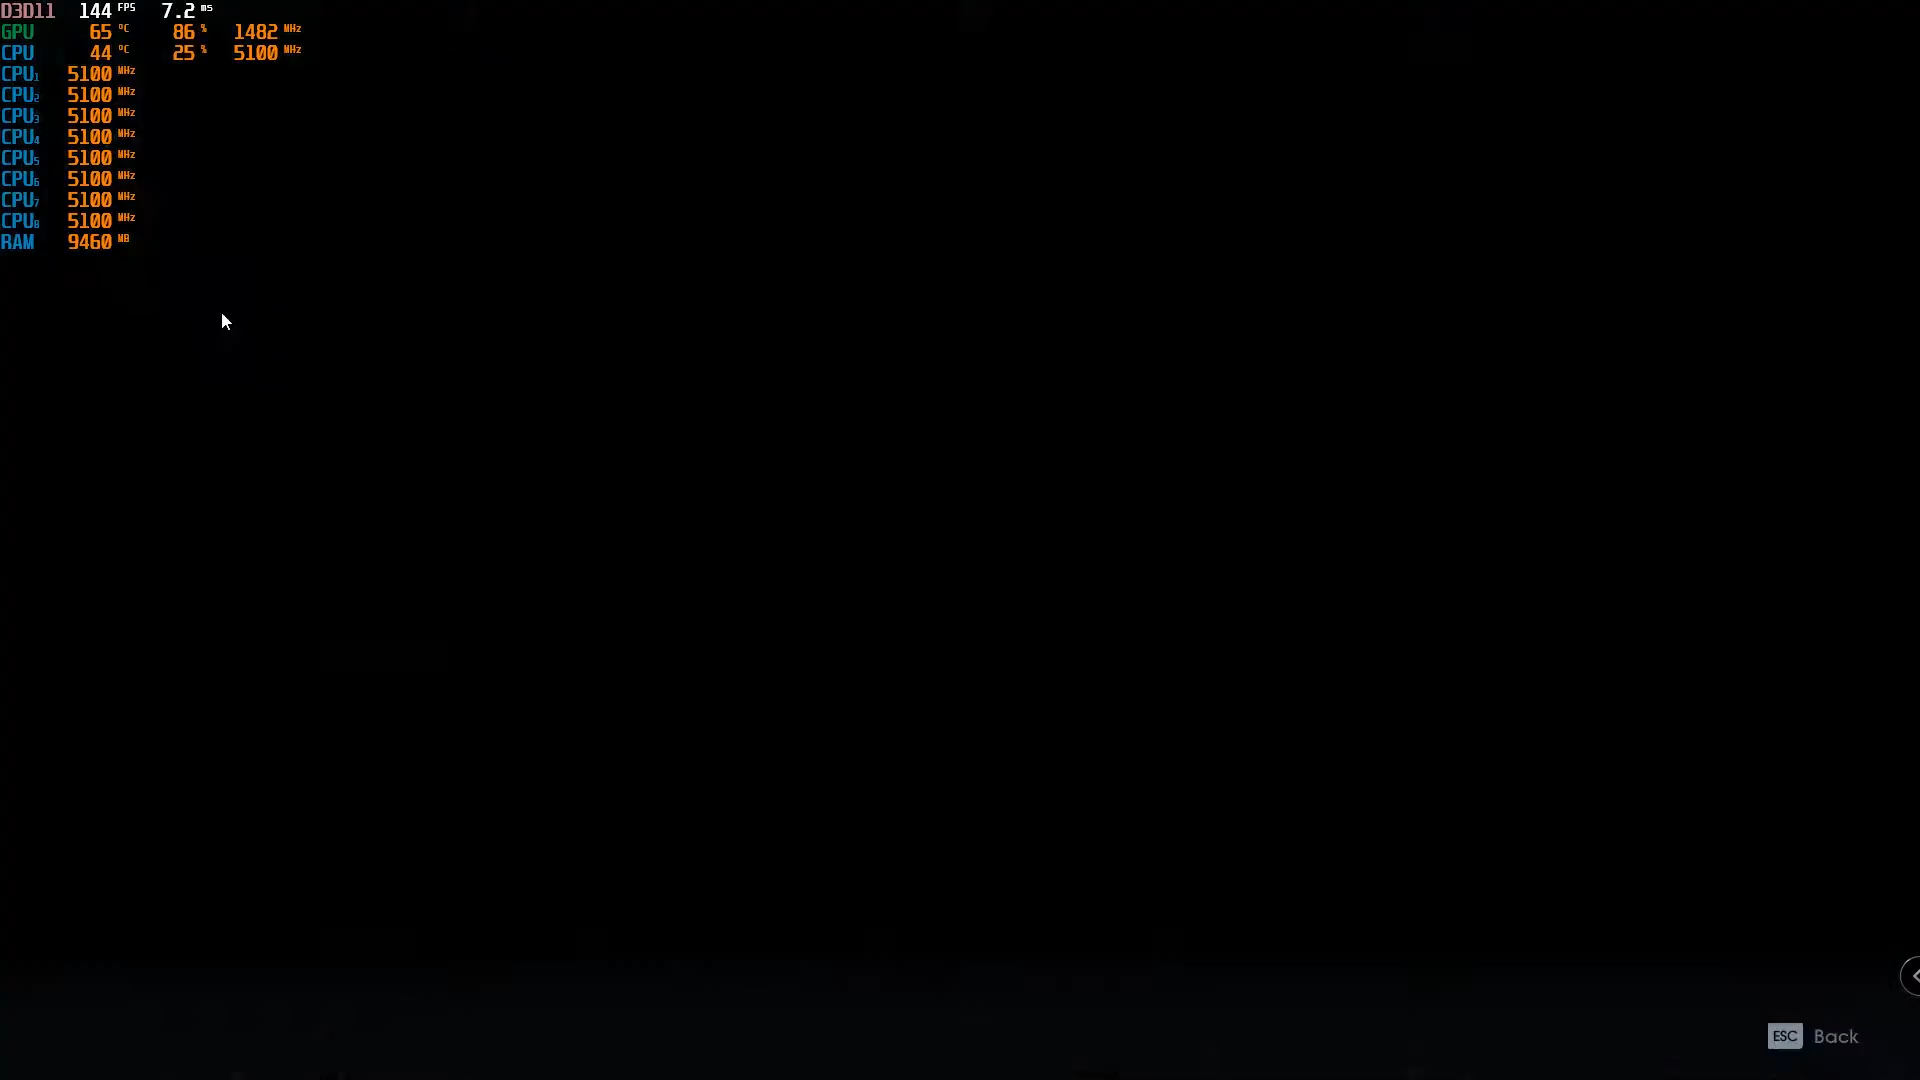 D3D11 144 FPS 7.2 ms
GPU 65 °C 86 % 1482 MHz
CPU 44 °C 25 % 5100 MHz
CPU1 5100 MHz
CPU2 5100 MHz
CPU3 5100 MHz
CPU4 5100 MHz
CPU5 5100 MHz
CPU6 5100 MHz
CPU7 5100 MHz
CPU8 5100 MHz
RAM 9460 MB
ESC Back